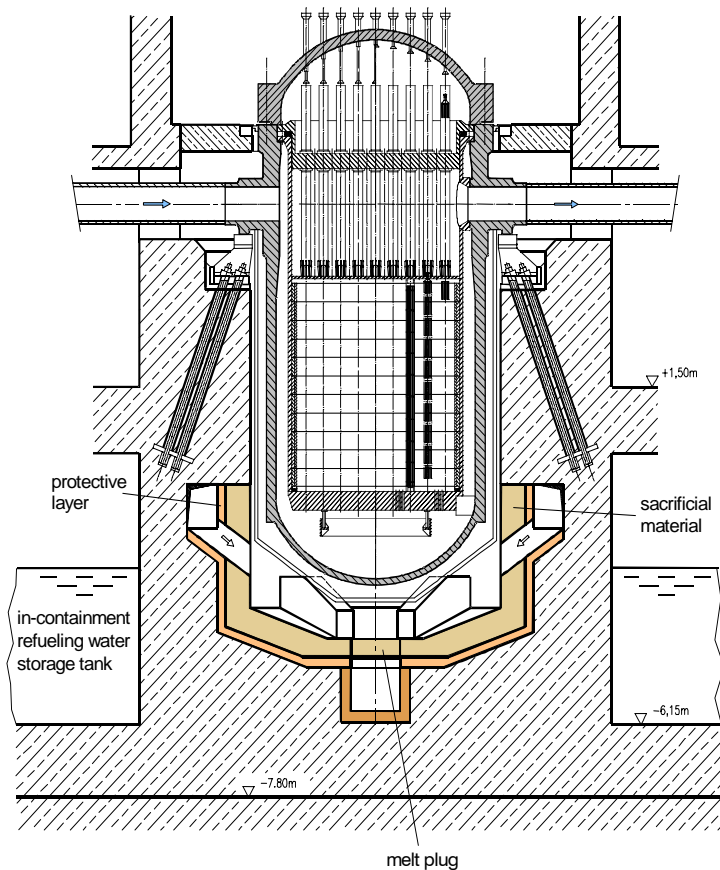 +1,50m
protective
layer
sacrificial
material
in-containment
refueling water
storage tank
-6,15m
-7.80m
melt plug